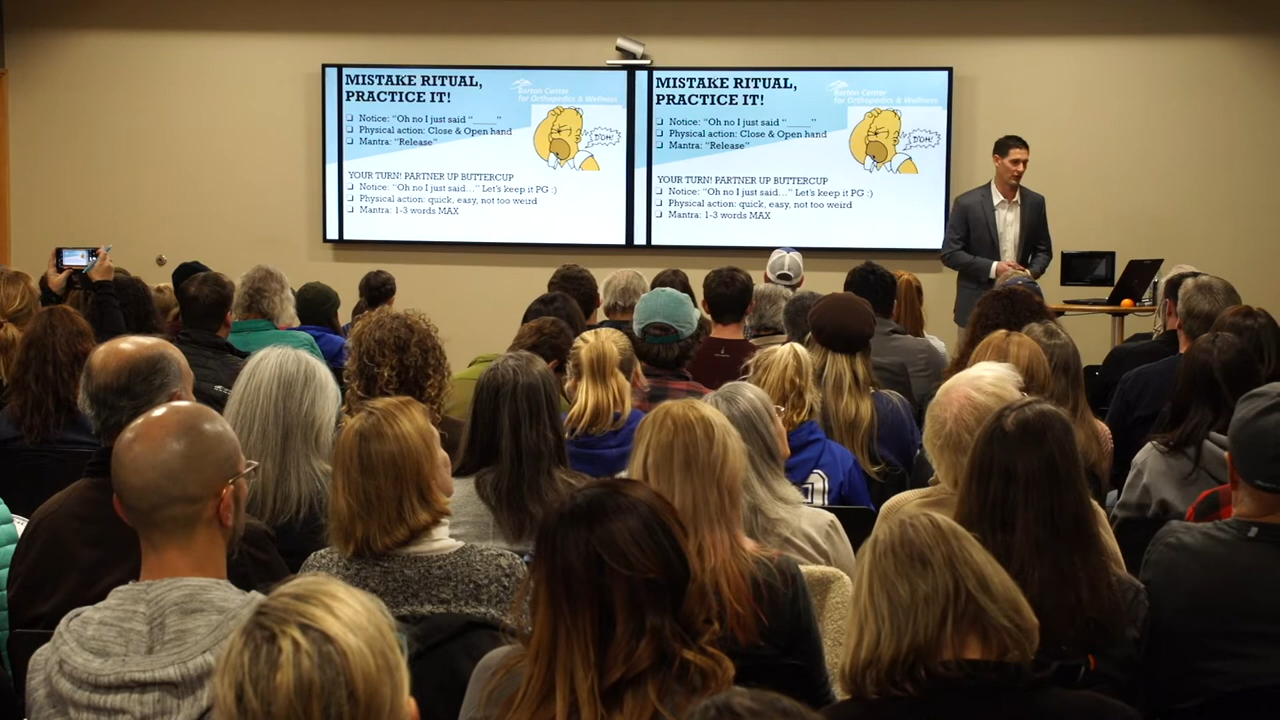 MISTAKE RITUAL,
PRACTICE IT!
Barton Center
for Orthopedics & Wellness
❑ Notice: “Oh no I just said “_____”
❑ Physical action: Close & Open hand
❑ Mantra: “Release”
D'OH!
YOUR TURN! PARTNER UP BUTTERCUP
❑ Notice: “Oh no I just said...” Let's keep it PG :)
❑ Physical action: quick, easy, not too weird
❑ Mantra: 1-3 words MAX
MISTAKE RITUAL,
PRACTICE IT!
Barton Center
for Orthopedics & Wellness
❑ Notice: “Oh no I just said “_____”
❑ Physical action: Close & Open hand
❑ Mantra: “Release”
D'OH!
YOUR TURN! PARTNER UP BUTTERCUP
❑ Notice: “Oh no I just said...” Let's keep it PG :)
❑ Physical action: quick, easy, not too weird
❑ Mantra: 1-3 words MAX